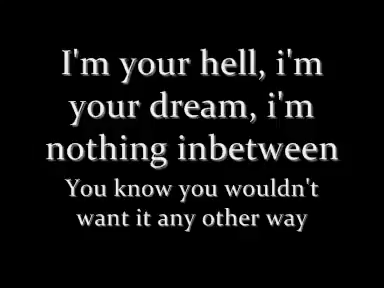 I'm your hell, i'm
your dream, i'm
nothing inbetween
You know you wouldn't
want it any other way